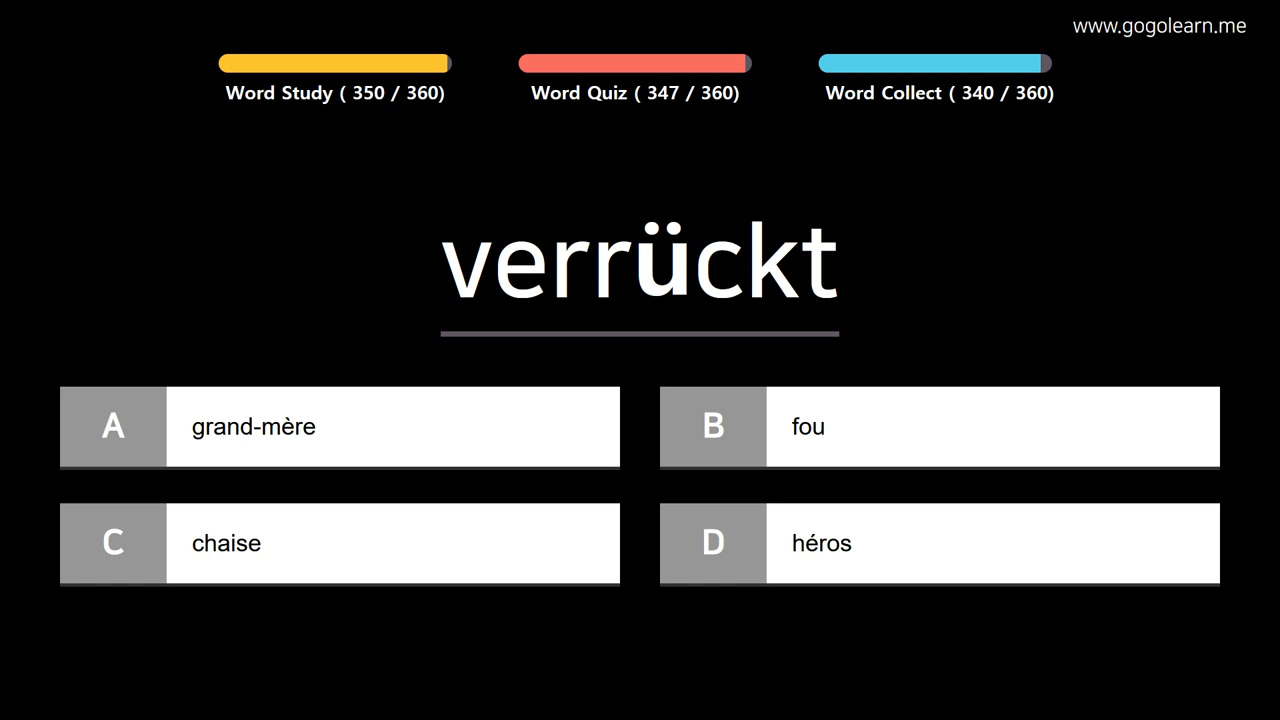 www.gogolearn.me
Word Study ( 350 / 360)
Word Quiz ( 347 / 360)
Word Collect ( 340 / 360)
verrückt
A grand-mère
B fou
C chaise
D héros